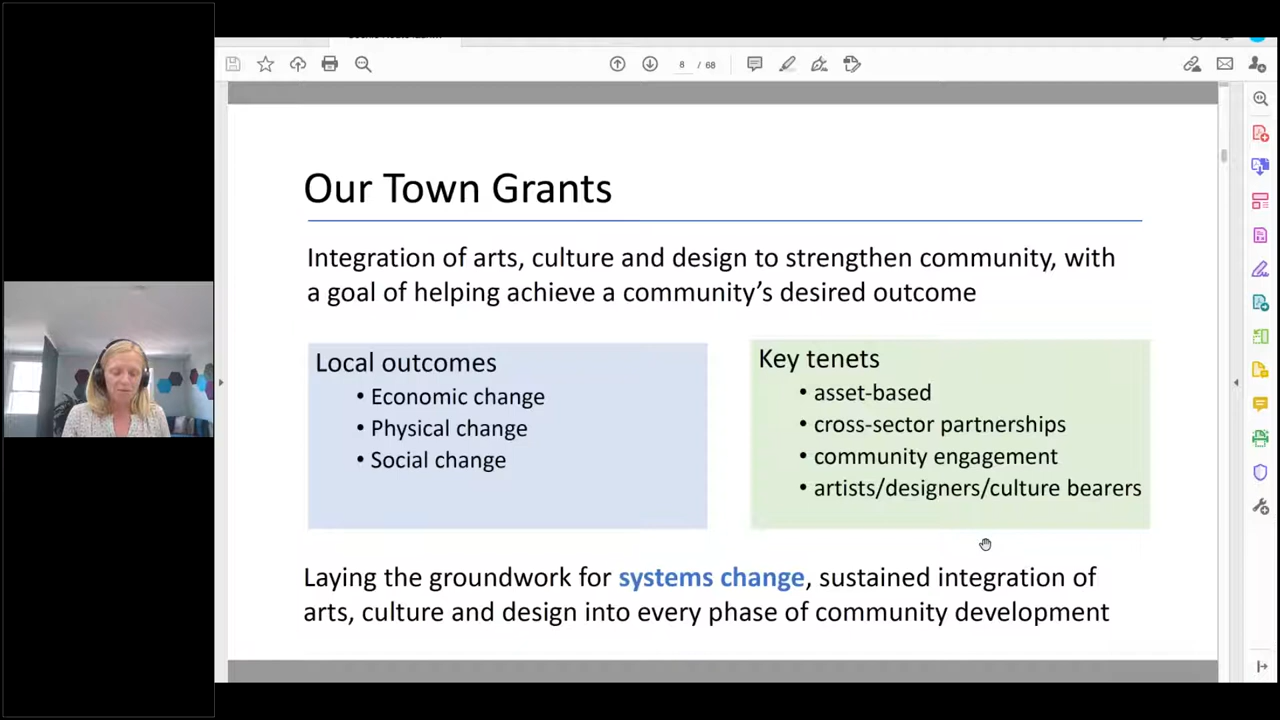 8 / 68
Our Town Grants
Integration of arts, culture and design to strengthen community, with
a goal of helping achieve a community's desired outcome
Local outcomes
• Economic change
• Physical change
• Social change
Key tenets
• asset-based
• cross-sector partnerships
• community engagement
• artists/designers/culture bearers
Laying the groundwork for systems change, sustained integration of
arts, culture and design into every phase of community development